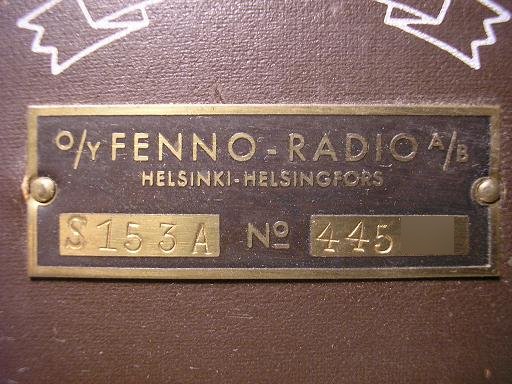 O/Y FENNO-RADIO A/B
HELSINKI-HELSINGFORS
S153A No 445